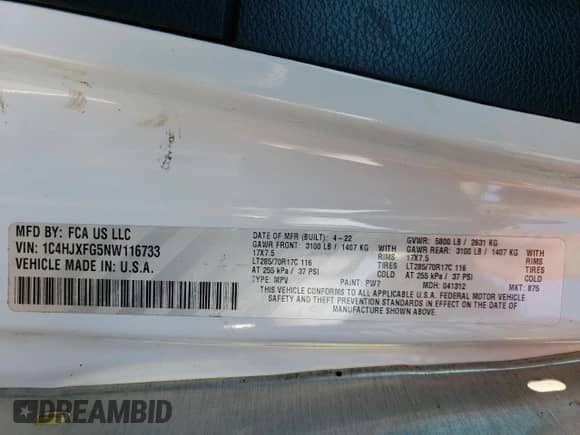 MFD BY: FCA US LLC
VIN: 1C4HJXFG5NW116733
VEHICLE MADE IN: U.S.A.
DATE OF MFR (BUILT): 4-22 GVWR: 5800 LB / 2631 KG
GAWR FRONT: 3100 LB / 1407 KG GAWR REAR: 3100 LB / 1407 KG
17X7.5 RIMS 17X7.5 RIMS
LT285/70R17C 116 TIRES LT285/70R17C 116 TIRES
AT 255 kPa / 37 PSI COLD AT 255 kPa / 37 PSI COLD
TYPE: MPV PAINT: PW7 MDH: 041312 MKT: 875
THIS VEHICLE CONFORMS TO ALL APPLICABLE U.S.A. FEDERAL MOTOR VEHICLE
SAFETY AND THEFT PREVENTION STANDARDS IN EFFECT ON THE DATE OF
MANUFACTURE SHOWN ABOVE.
DREAMBID